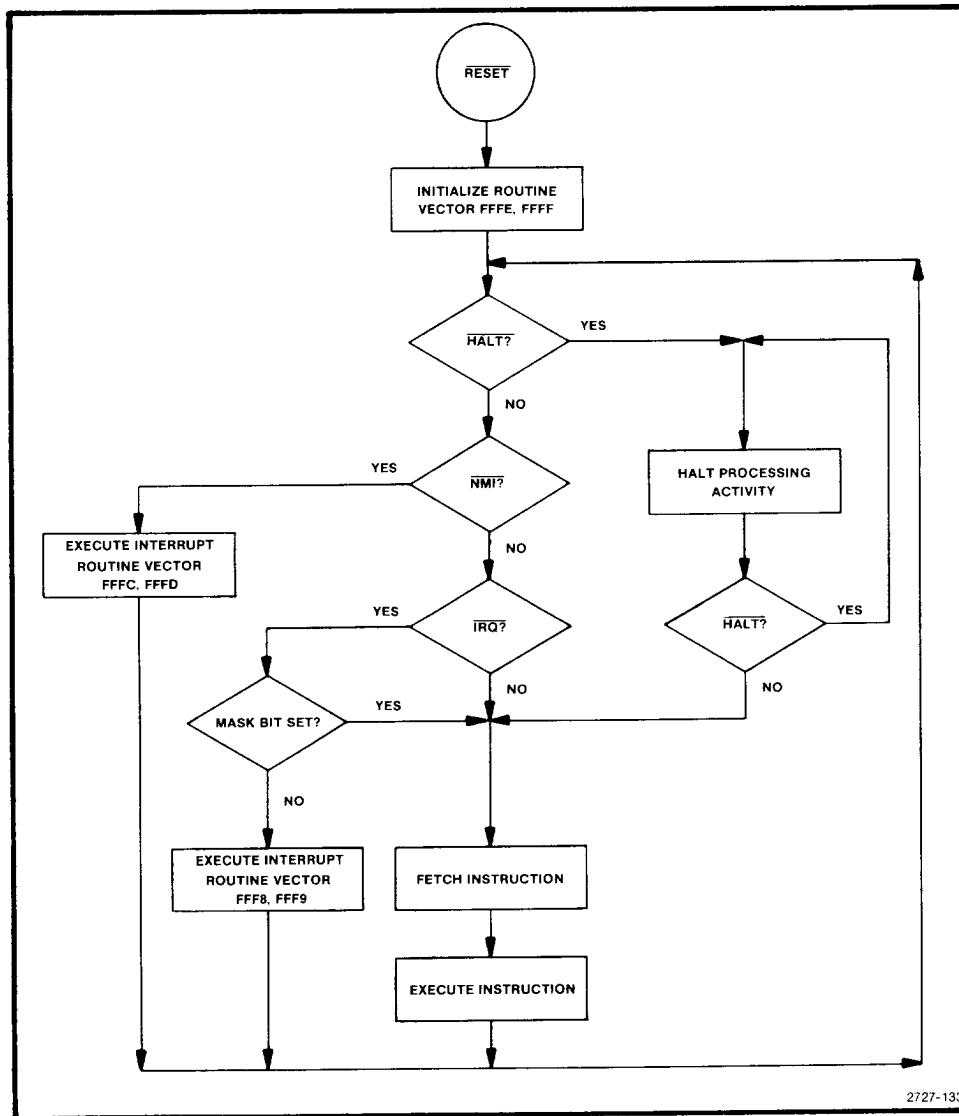 RESET
INITIALIZE ROUTINE
VECTOR FFFE, FFFF
HALT?
YES
NO
YES
NMI?
HALT PROCESSING
ACTIVITY
EXECUTE INTERRUPT
ROUTINE VECTOR
FFFC, FFFD
NO
YES
IRQ?
HALT?
YES
NO
NO
MASK BIT SET?
YES
NO
EXECUTE INTERRUPT
ROUTINE VECTOR
FFF8, FFF9
FETCH INSTRUCTION
EXECUTE INSTRUCTION
2727-133